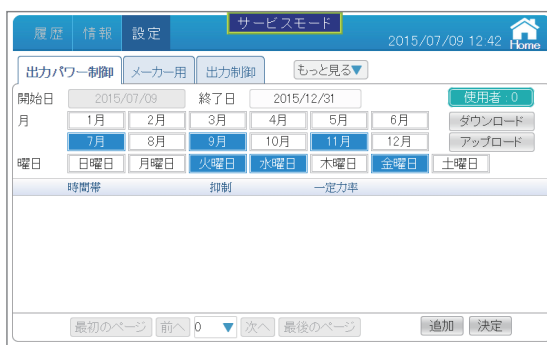 サービスモード
履歴 情報 設定 2015/07/09 12:42 Home
出力パワー制御 メーカー用 出力制御 もっと見る▼
開始日 2015/07/09 終了日 2015/12/31 使用者:0
月 1月 2月 3月 4月 5月 6月 ダウンロード
7月 8月 9月 10月 11月 12月 アップロード
曜日 日曜日 月曜日 火曜日 水曜日 木曜日 金曜日 土曜日
時間帯 抑制 一定力率
最初のページ 前へ 0 ▼ 次へ 最後のページ 追加 決定